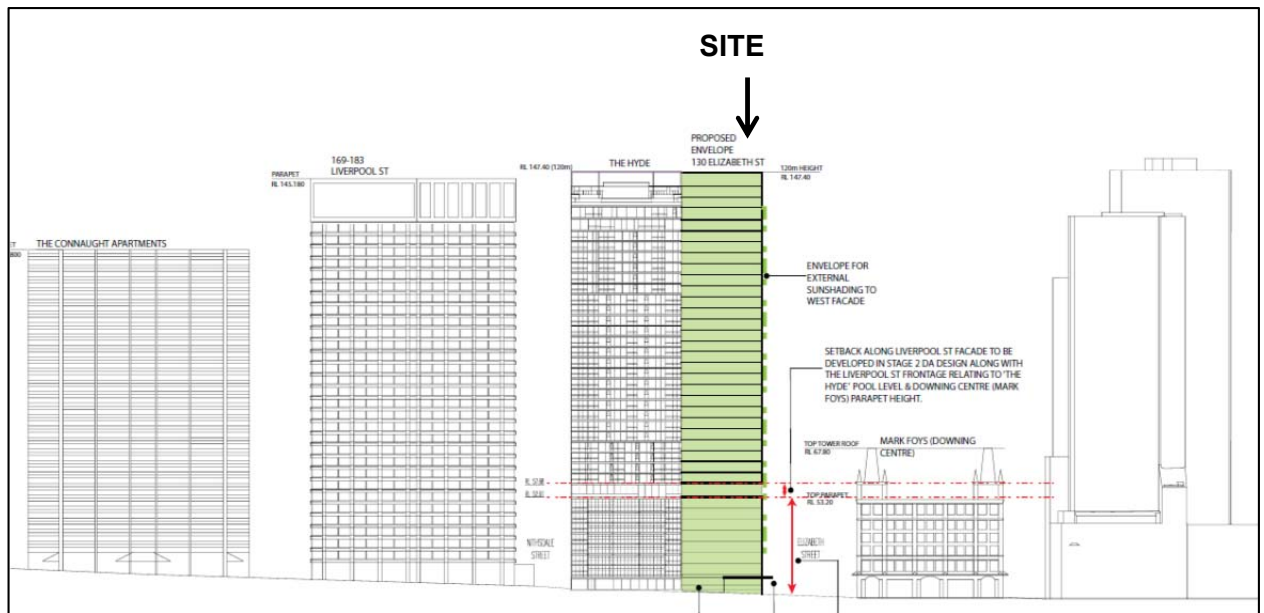 SITE
PROPOSED
ENVELOPE
130 ELIZABETH ST
169-183
LIVERPOOL ST
RL 147.40 (120m)
THE HYDE
120m HEIGHT
RL 147.40
PARAPET
RL 145.180
THE CONNAUGHT APARTMENTS
800
ENVELOPE FOR
EXTERNAL
SUNSHADING TO
WEST FACADE
SETBACK ALONG LIVERPOOL ST FACADE TO BE
DEVELOPED IN STAGE 2 DA DESIGN ALONG WITH
THE LIVERPOOL ST FRONTAGE RELATING TO 'THE
HYDE' POOL LEVEL & DOWNING CENTRE (MARK
FOYS) PARAPET HEIGHT.
TOP TOWER ROOF
RL 67.80
MARK FOYS (DOWNING
CENTRE)
TOP PARAPET
RL 53.20
NITHSDALE
STREET
ELIZABETH
STREET